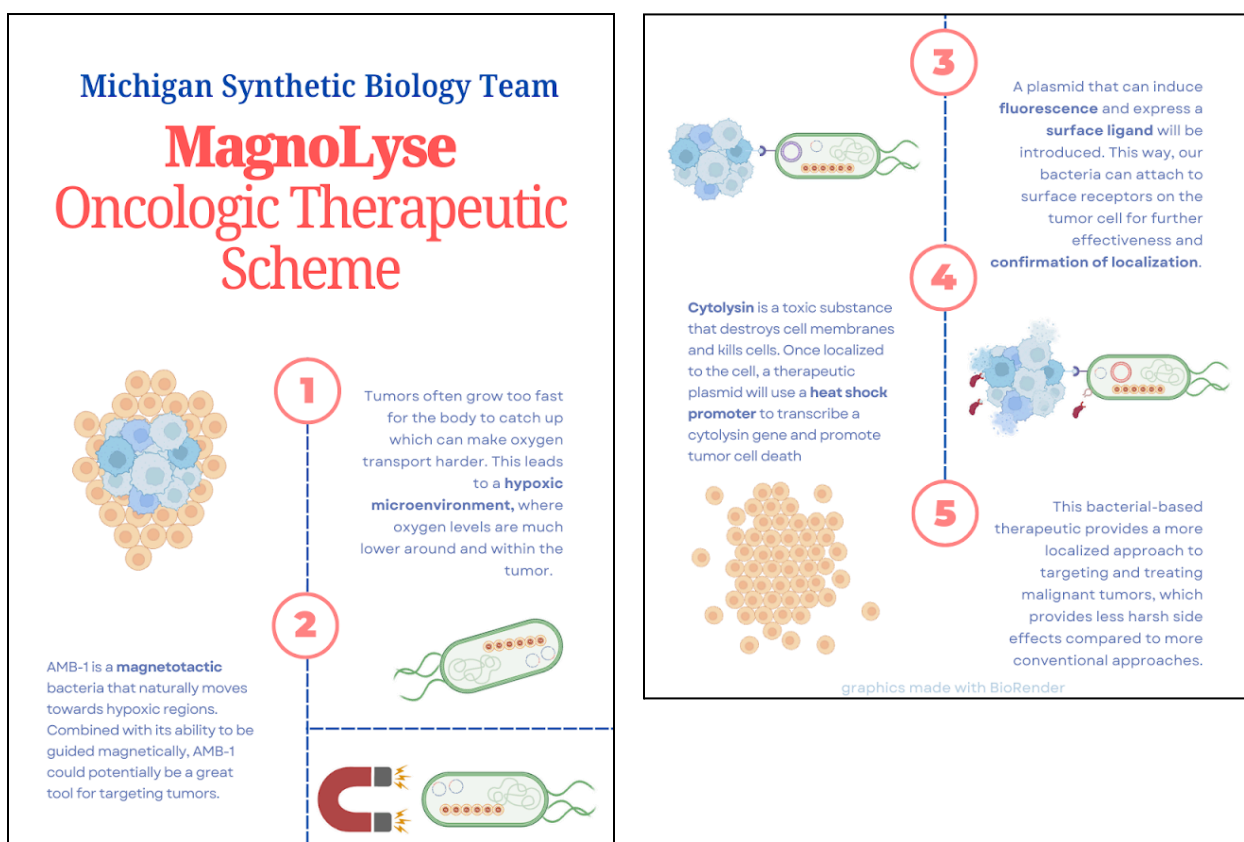 Michigan Synthetic Biology Team
MagnoLyse
Oncologic Therapeutic
Scheme
1
Tumors often grow too fast
for the body to catch up
which can make oxygen
transport harder. This leads
to a hypoxic
microenvironment, where
oxygen levels are much
lower around and within the
tumor.
2
AMB-1 is a magnetotactic
bacteria that naturally moves
towards hypoxic regions.
Combined with its ability to be
guided magnetically, AMB-1
could potentially be a great
tool for targeting tumors.
3
A plasmid that can induce
fluorescence and express a
surface ligand will be
introduced. This way, our
bacteria can attach to
surface receptors on the
tumor cell for further
effectiveness and
confirmation of localization.
4
Cytolysin is a toxic substance
that destroys cell membranes
and kills cells. Once localized
to the cell, a therapeutic
plasmid will use a heat shock
promoter to transcribe a
cytolysin gene and promote
tumor cell death
5
This bacterial-based
therapeutic provides a more
localized approach to
targeting and treating
malignant tumors, which
provides less harsh side
effects compared to more
conventional approaches.
graphics made with BioRender